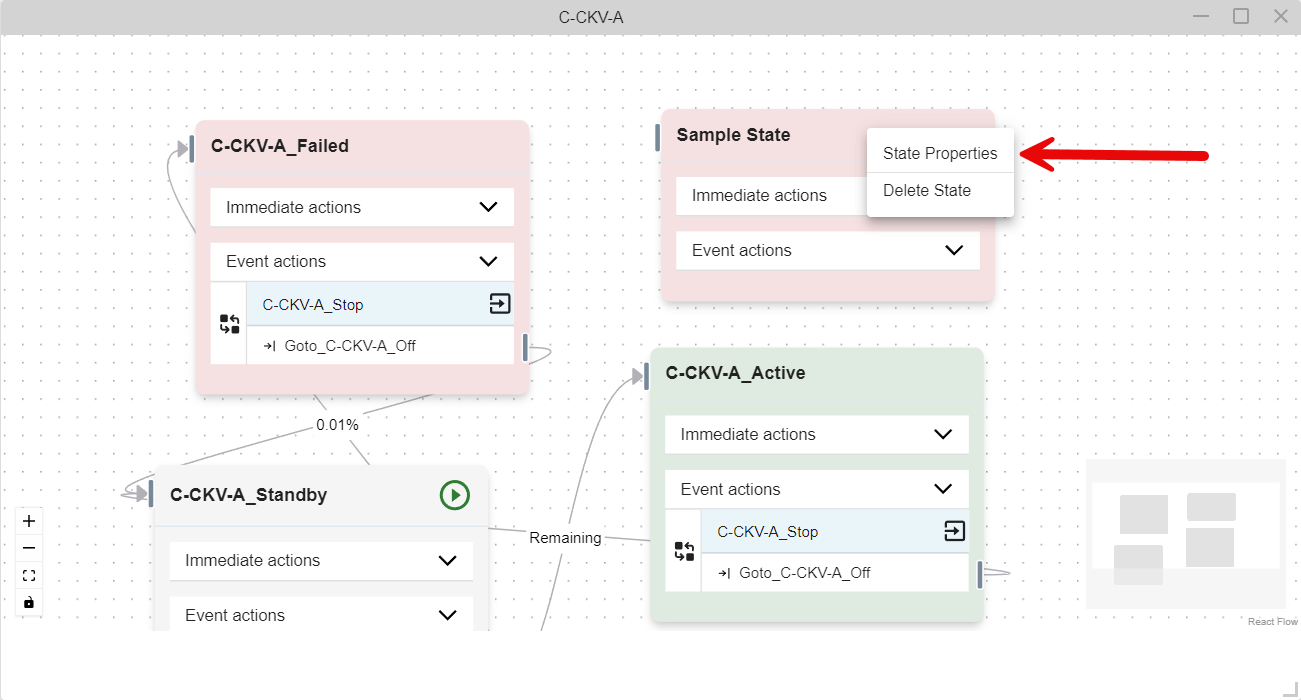 C-CKV-A
C-CKV-A_Failed
Immediate actions
Event actions
C-CKV-A_Stop
Goto_C-CKV-A_Off
Sample State
State Properties
Delete State
Immediate actions
Event actions
0.01%
C-CKV-A_Active
Immediate actions
Event actions
C-CKV-A_Stop
Goto_C-CKV-A_Off
C-CKV-A_Standby
Immediate actions
Event actions
Remaining
React Flow